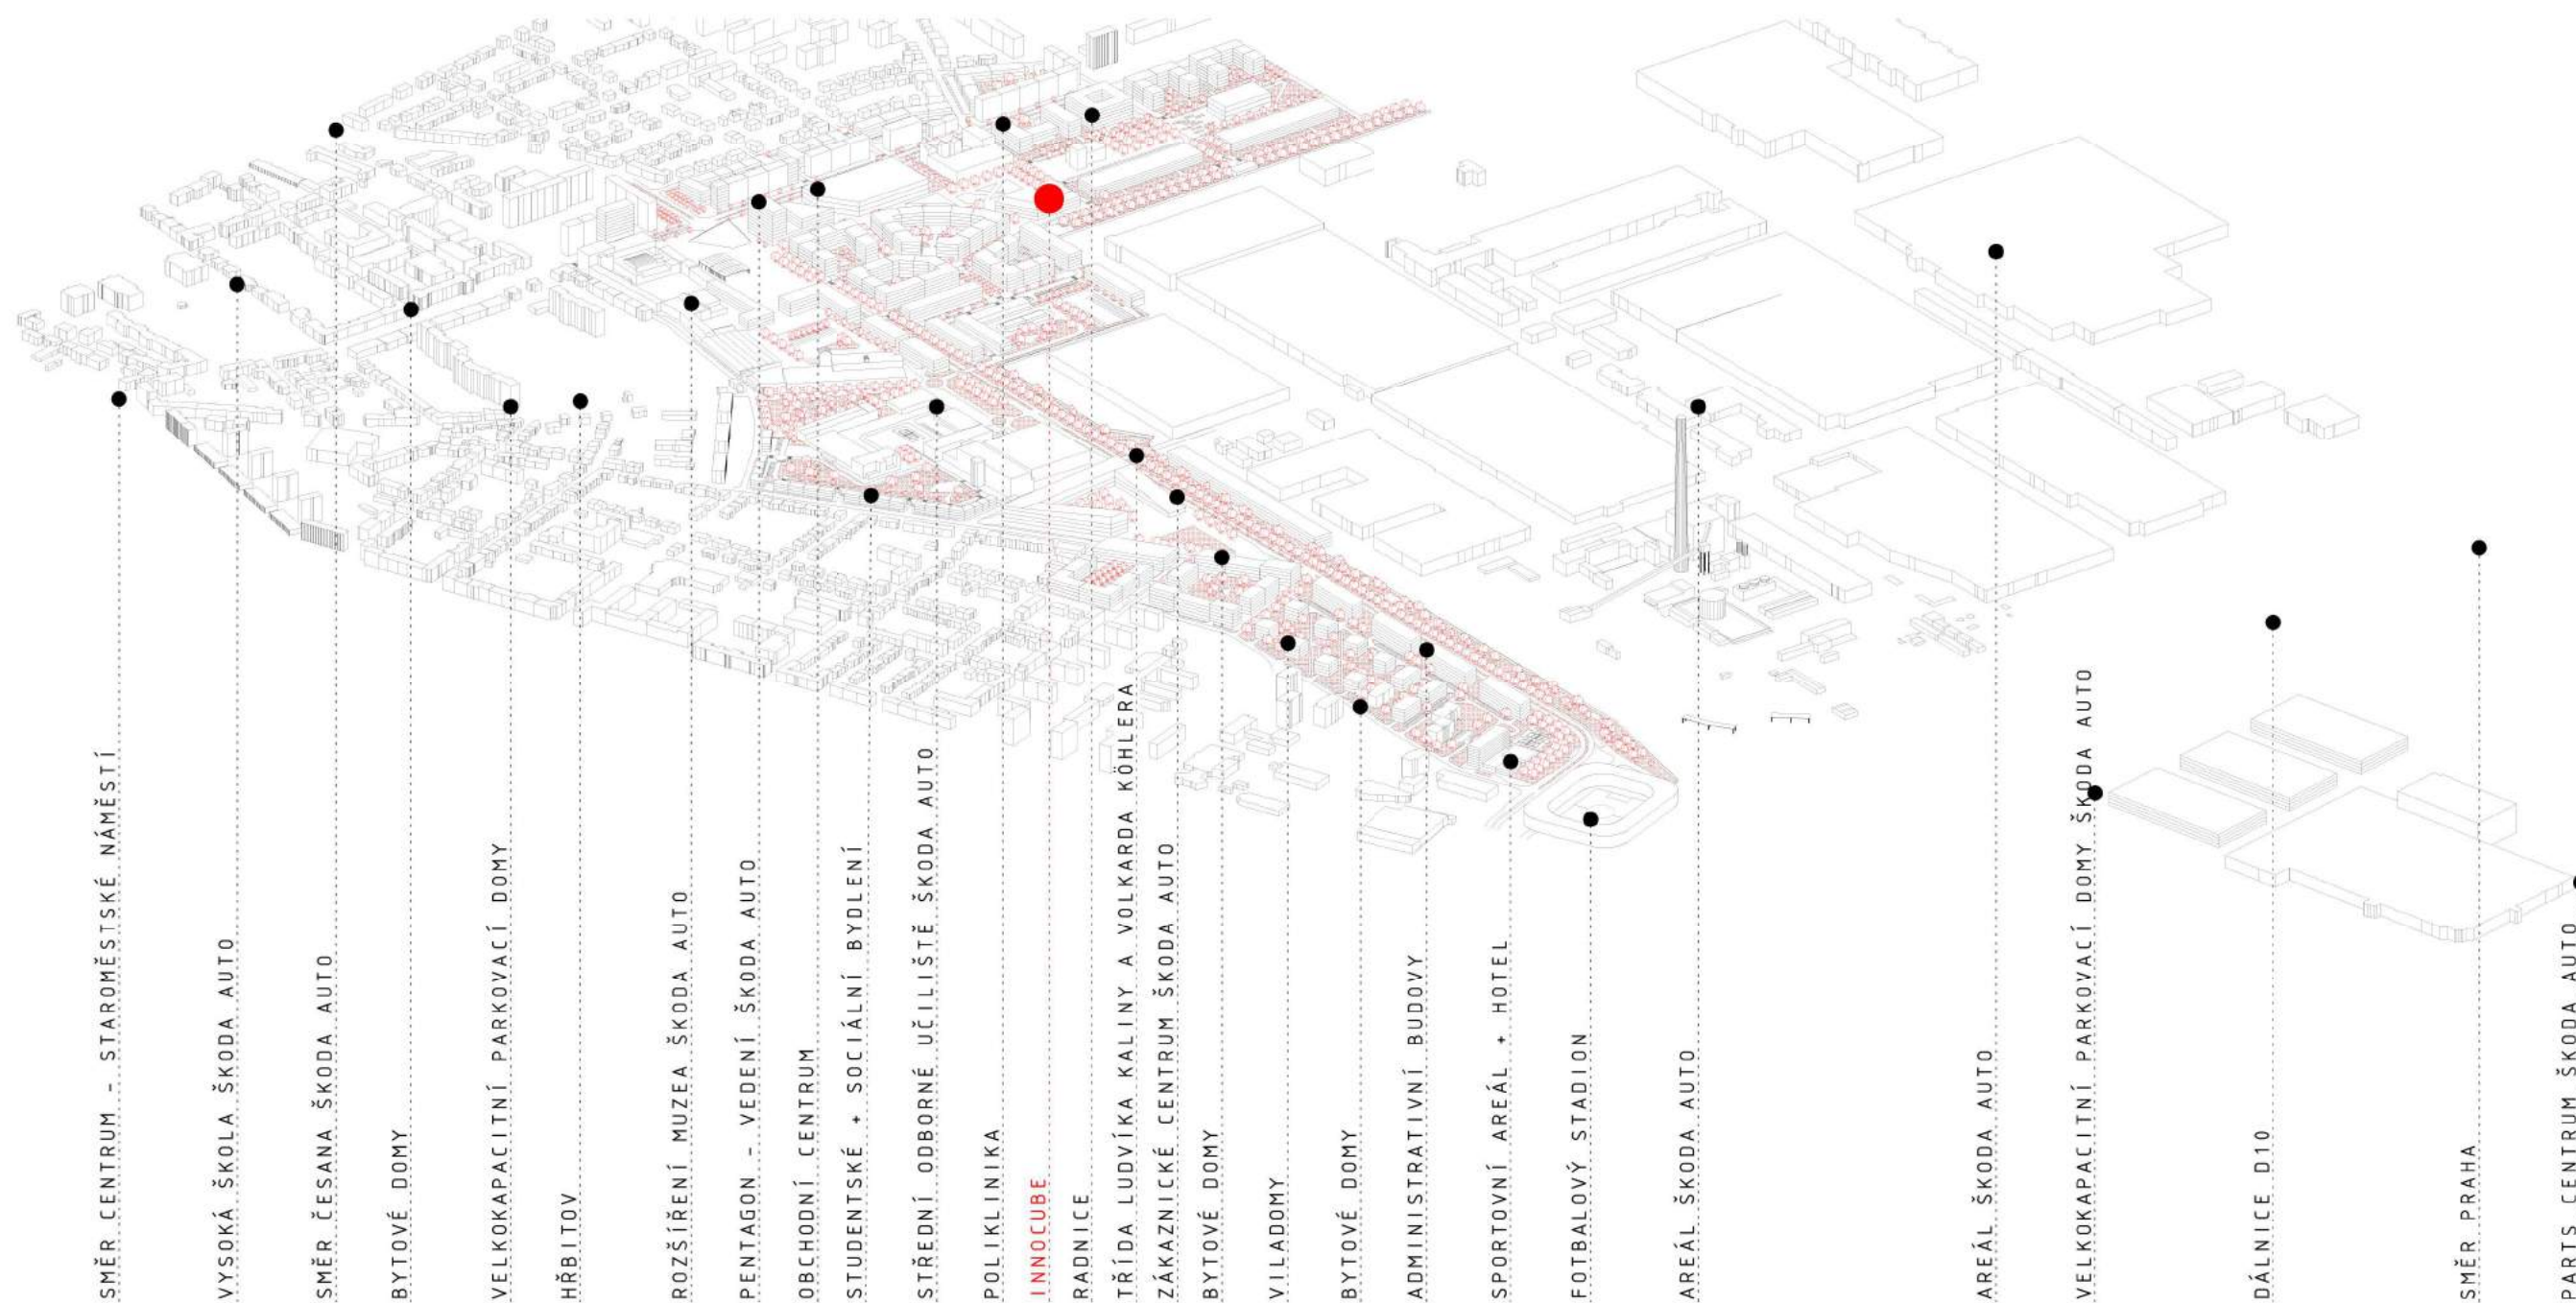 SMĚR CENTRUM - STAROMĚSTSKÉ NÁMĚSTÍ
VYSOKÁ ŠKOLA ŠKODA AUTO
SMĚR ČESANA ŠKODA AUTO
BYTOVÉ DOMY
VELKOKAPACITNÍ PARKOVACÍ DOMY
HŘBITOV
ROZŠÍŘENÍ MUZEA ŠKODA AUTO
PENTAGON - VEDENÍ ŠKODA AUTO
OBCHODNÍ CENTRUM
STUDENTSKÉ + SOCIÁLNÍ BYDLENÍ
STŘEDNÍ ODBORNÉ UČILIŠTĚ ŠKODA AUTO
POLIKLINIKA
INNOCUBE
RADNICE
TŘÍDA LUDVÍKA KALINY A VOLKARDA KÖHLERA
ZÁKAZNICKÉ CENTRUM ŠKODA AUTO
BYTOVÉ DOMY
VILADOMY
BYTOVÉ DOMY
ADMINISTRATIVNÍ BUDOVY
SPORTOVNÍ AREÁL + HOTEL
FOTBALOVÝ STADION
AREÁL ŠKODA AUTO
AREÁL ŠKODA AUTO
VELKOKAPACITNÍ PARKOVACÍ DOMY ŠKODA AUTO
DÁLNICE D10
SMĚR PRAHA
PARTS CENTRUM ŠKODA AUTO